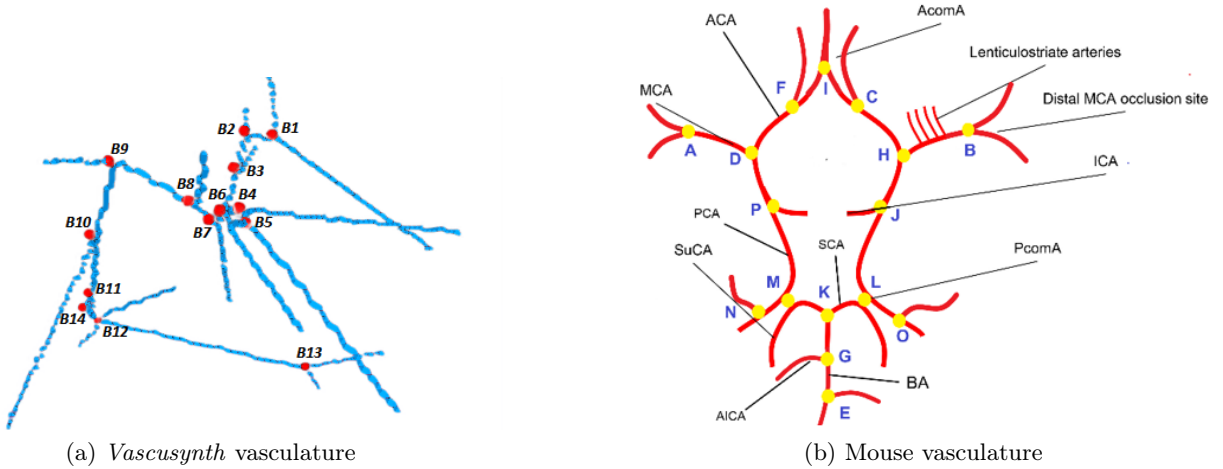 B1
B2
B3
B4
B5
B6
B7
B8
B9
B10
B11
B14
B12
B13
(a) Vascusynth vasculature
ACA
AcomA
Lenticulostriate arteries
MCA
Distal MCA occlusion site
F
I
C
A
D
H
B
ICA
P
J
PCA
SuCA
SCA
PcomA
M
K
L
N
O
G
BA
AICA
E
(b) Mouse vasculature